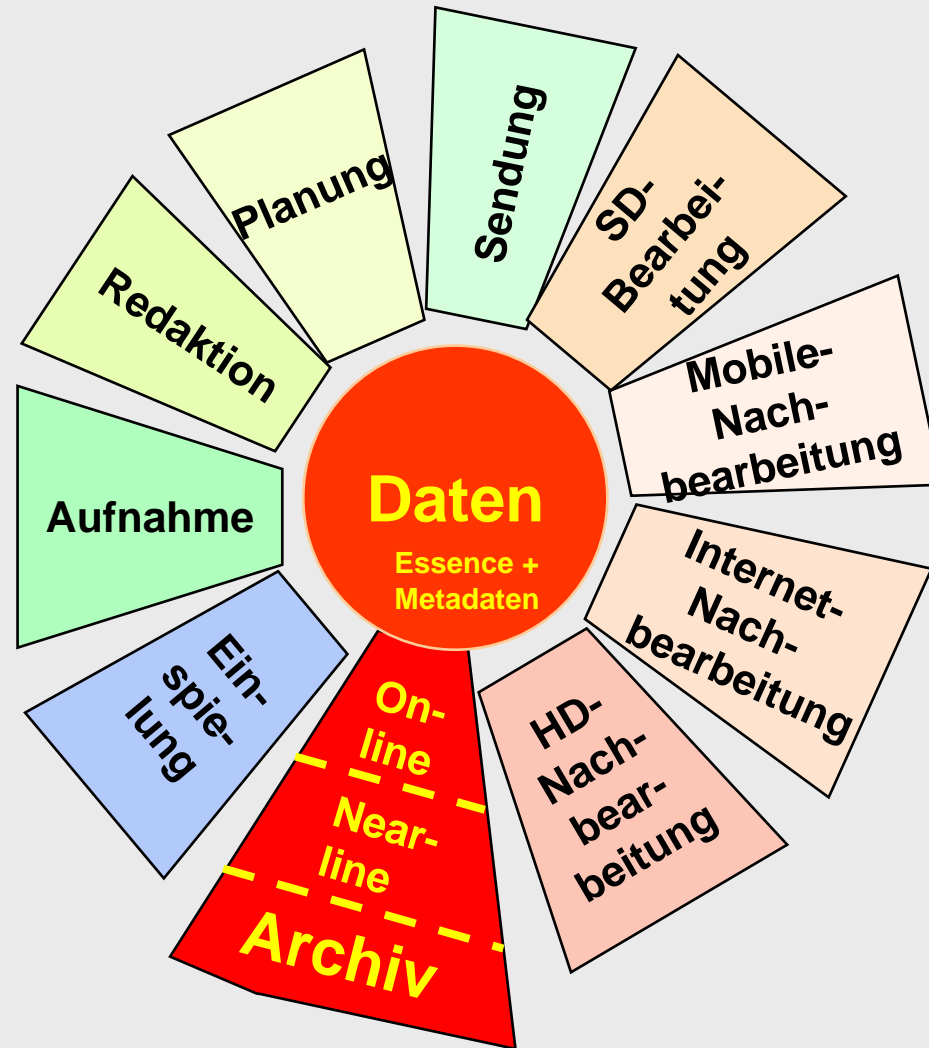 Sendung
SD-
Bearbei-
tung
Planung
Redaktion
Mobile-
Nach-
bearbeitung
Aufnahme
Daten
Essence +
Metadaten
Internet-
Nach-
bearbeitung
Ein-
spie-
lung
On-
line
Near-
line
Archiv
HD-
Nach-
bear-
beitung